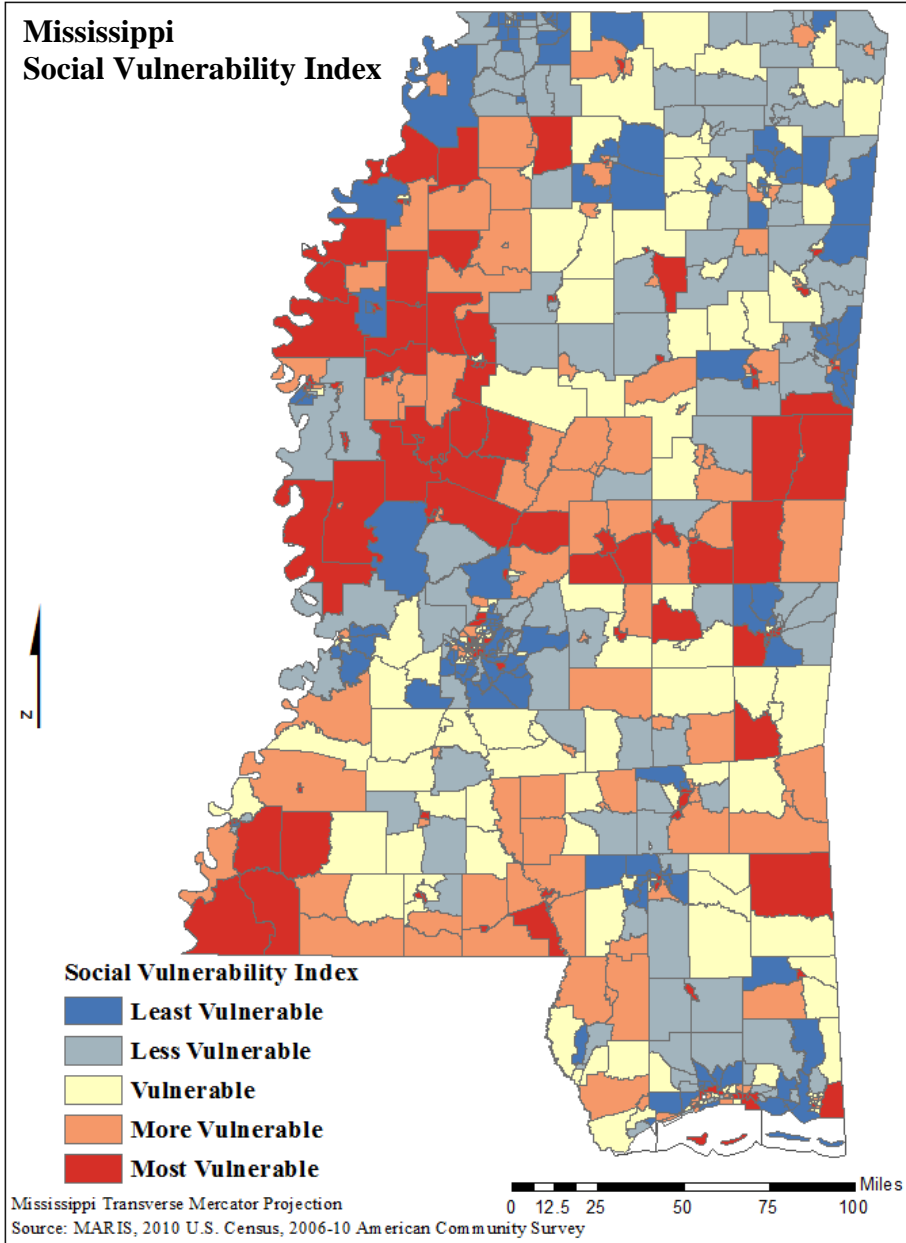 Mississippi
Social Vulnerability Index
N
Social Vulnerability Index
Least Vulnerable
Less Vulnerable
Vulnerable
More Vulnerable
Most Vulnerable
Miles
0 12.5 25 50 75 100
Mississippi Transverse Mercator Projection
Source: MARIS, 2010 U.S. Census, 2006-10 American Community Survey